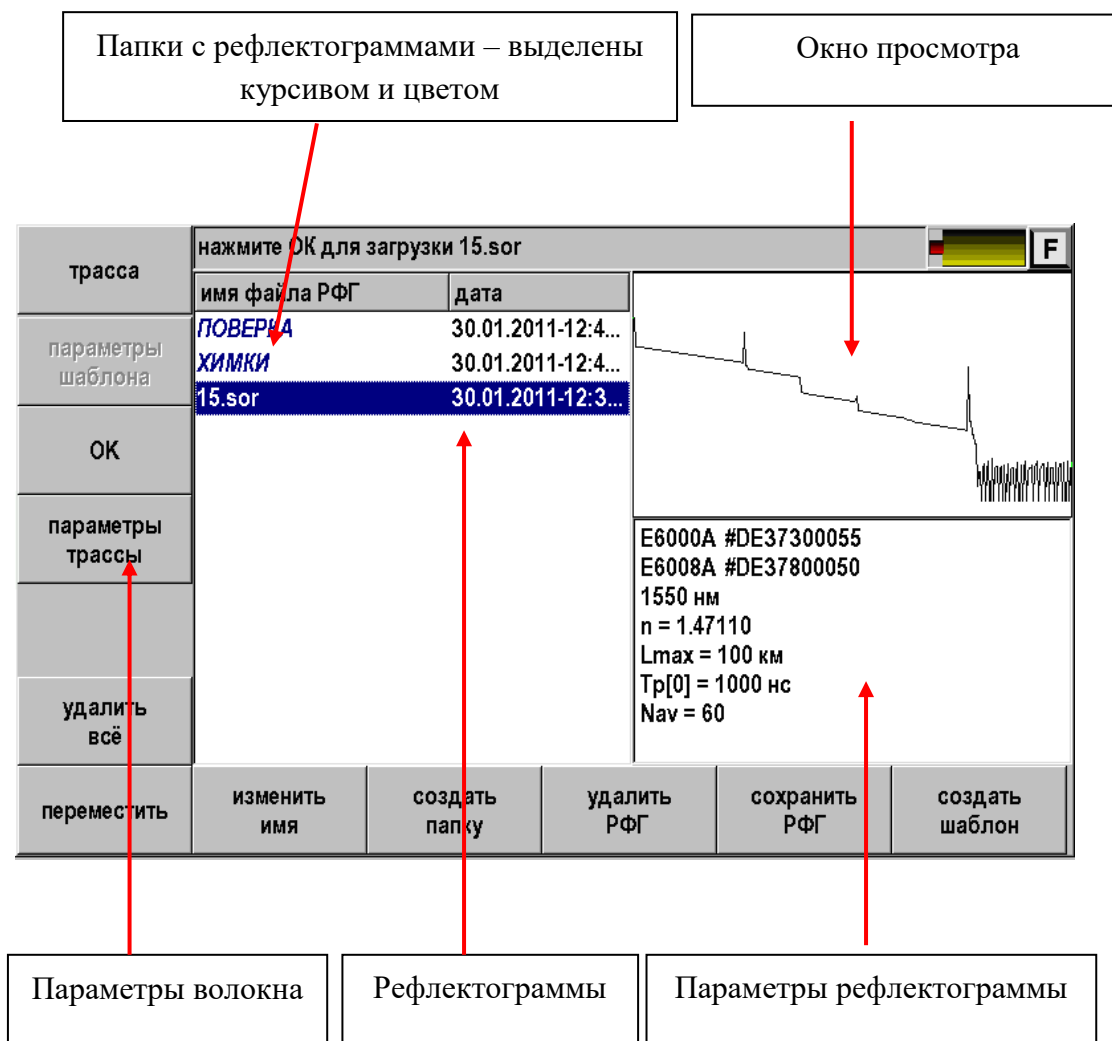 Папки с рефлектограммами – выделены
курсивом и цветом
Окно просмотра
трасса
нажмите ОК для загрузки 15.sor
F
имя файла РФГ
дата
параметры
шаблона
ПОВЕРКА
30.01.2011-12:4...
ХИМКИ
30.01.2011-12:4...
15.sor
30.01.2011-12:3...
ОК
параметры
трассы
E6000A #DE37300055
E6008A #DE37800050
1550 нм
n = 1.47110
Lmax = 100 км
Tp[0] = 1000 нс
Nav = 60
удалить
всё
переместить
изменить
имя
создать
папку
удалить
РФГ
сохранить
РФГ
создать
шаблон
Параметры волокна
Рефлектограммы
Параметры рефлектограммы